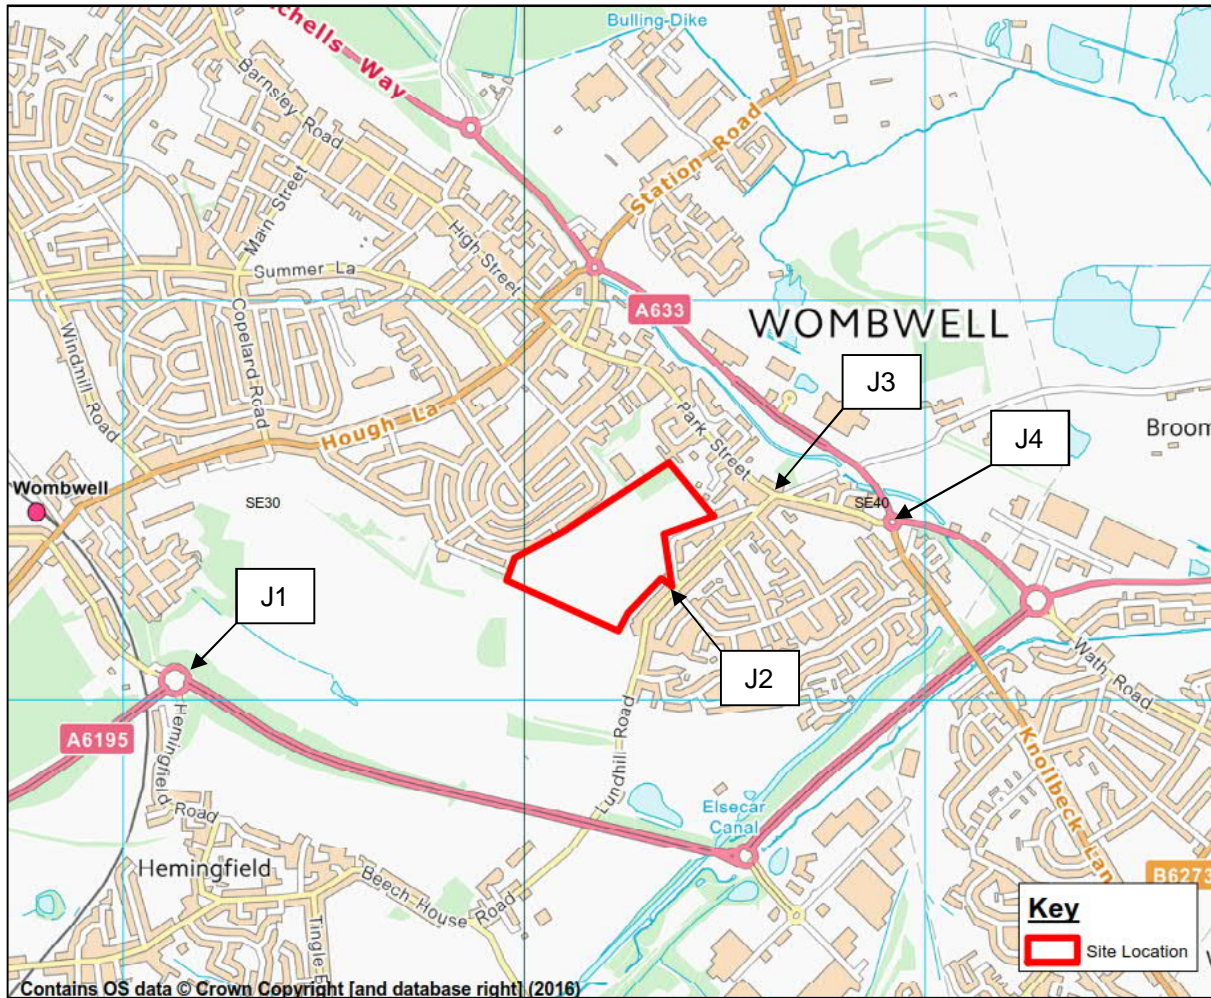 Bulling-Dike
chells Way
Barnsley Road
Station Road
Main Street
High Street
Summer La
Copeland Road
Windmill Road
A633
WOMBWELL
J3
J4
Broom
Hough La
Park Street
Wombwell
SE30
SE40
J1
J2
A6195
Hemingfield Road
Lundhill Road
Wath Road
Knollbeck Lan
Elsecar
Canal
Hemingfield
Beech House Road
B6273
Key
Site Location
Contains OS data © Crown Copyright [and database right] (2016)